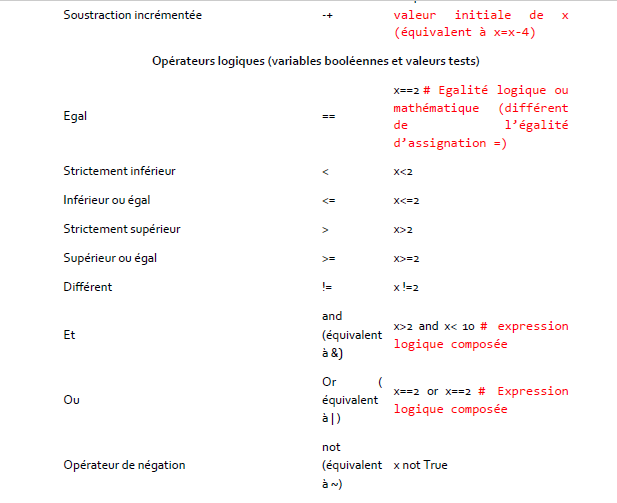 Soustraction incrémentée -+ valeur initiale de x
(équivalent à x=x-4)
Opérateurs logiques (variables booléennes et valeurs tests)
Egal == x==2 # Egalité logique ou
mathématique (différent
de l’égalité
d’assignation =)
Strictement inférieur < x<2
Inférieur ou égal <= x<=2
Strictement supérieur > x>2
Supérieur ou égal >= x>=2
Différent != x !=2
Et and
(équivalent
à &)
x>2 and x< 10 # expression
logique composée
Ou Or (
équivalent
à | )
x==2 or x==2 # Expression
logique composée
Opérateur de négation not
(équivalent
à ~)
x not True